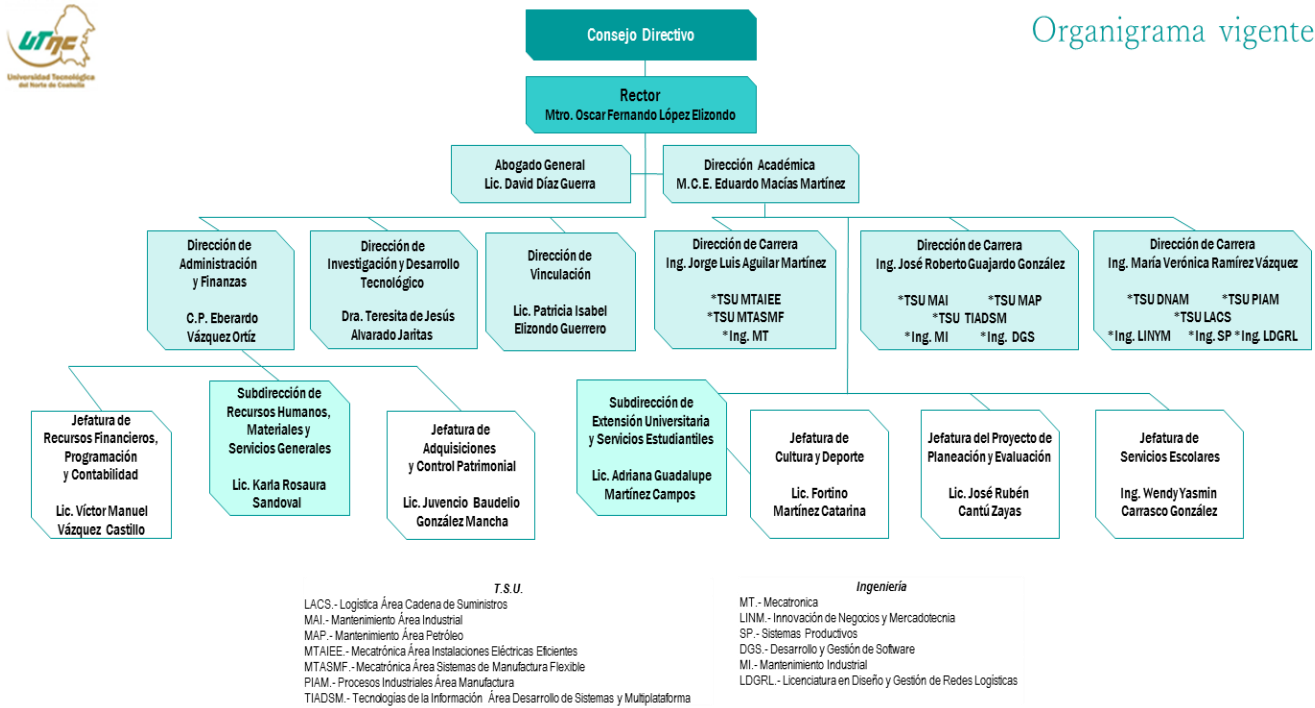 UTNC
Universidad Tecnológica
del Norte de Coahuila
Organigrama vigente
Consejo Directivo
Rector
Mtro. Oscar Fernando López Elizondo
Abogado General
Lic. David Díaz Guerra
Dirección Académica
M.C.E. Eduardo Macías Martínez
Dirección de
Administración
y Finanzas
C.P. Eberardo
Vázquez Ortíz
Dirección de
Investigación y Desarrollo
Tecnológico
Dra. Teresita de Jesús
Alvarado Jaritas
Dirección de
Vinculación
Lic. Patricia Isabel
Elizondo Guerrero
Dirección de Carrera
Ing. Jorge Luis Aguilar Martínez
*TSU MTAIEE
*TSU MTASMF
*Ing. MT
Dirección de Carrera
Ing. José Roberto Guajardo González
*TSU MAI *TSU MAP
*TSU TIADSM
*Ing. MI *Ing. DGS
Dirección de Carrera
Ing. María Verónica Ramírez Vázquez
*TSU DNAM *TSU PIAM
*TSU LACS
*Ing. LINYM *Ing. SP *Ing. LDGRL
Jefatura de
Recursos Financieros,
Programación
y Contabilidad
Lic. Víctor Manuel
Vázquez Castillo
Subdirección de
Recursos Humanos,
Materiales y
Servicios Generales
Lic. Karla Rosaura
Sandoval
Jefatura de
Adquisiciones
y Control Patrimonial
Lic. Juvencio Baudelio
González Mancha
Subdirección de
Extensión Universitaria
y Servicios Estudiantiles
Lic. Adriana Guadalupe
Martínez Campos
Jefatura de
Cultura y Deporte
Lic. Fortino
Martínez Catarina
Jefatura del Proyecto de
Planeación y Evaluación
Lic. José Rubén
Cantú Zayas
Jefatura de
Servicios Escolares
Ing. Wendy Yasmin
Carrasco González
T.S.U.
LACS.- Logística Área Cadena de Suministros
MAI.- Mantenimiento Área Industrial
MAP.- Mantenimiento Área Petróleo
MTAIEE.- Mecatrónica Área Instalaciones Eléctricas Eficientes
MTASMF.- Mecatrónica Área Sistemas de Manufactura Flexible
PIAM.- Procesos Industriales Área Manufactura
TIADSM.- Tecnologías de la Información Área Desarrollo de Sistemas y Multiplataforma
Ingeniería
MT.- Mecatronica
LINM.- Innovación de Negocios y Mercadotecnia
SP.- Sistemas Productivos
DGS.- Desarrollo y Gestión de Software
MI.- Mantenimiento Industrial
LDGRL.- Licenciatura en Diseño y Gestión de Redes Logísticas